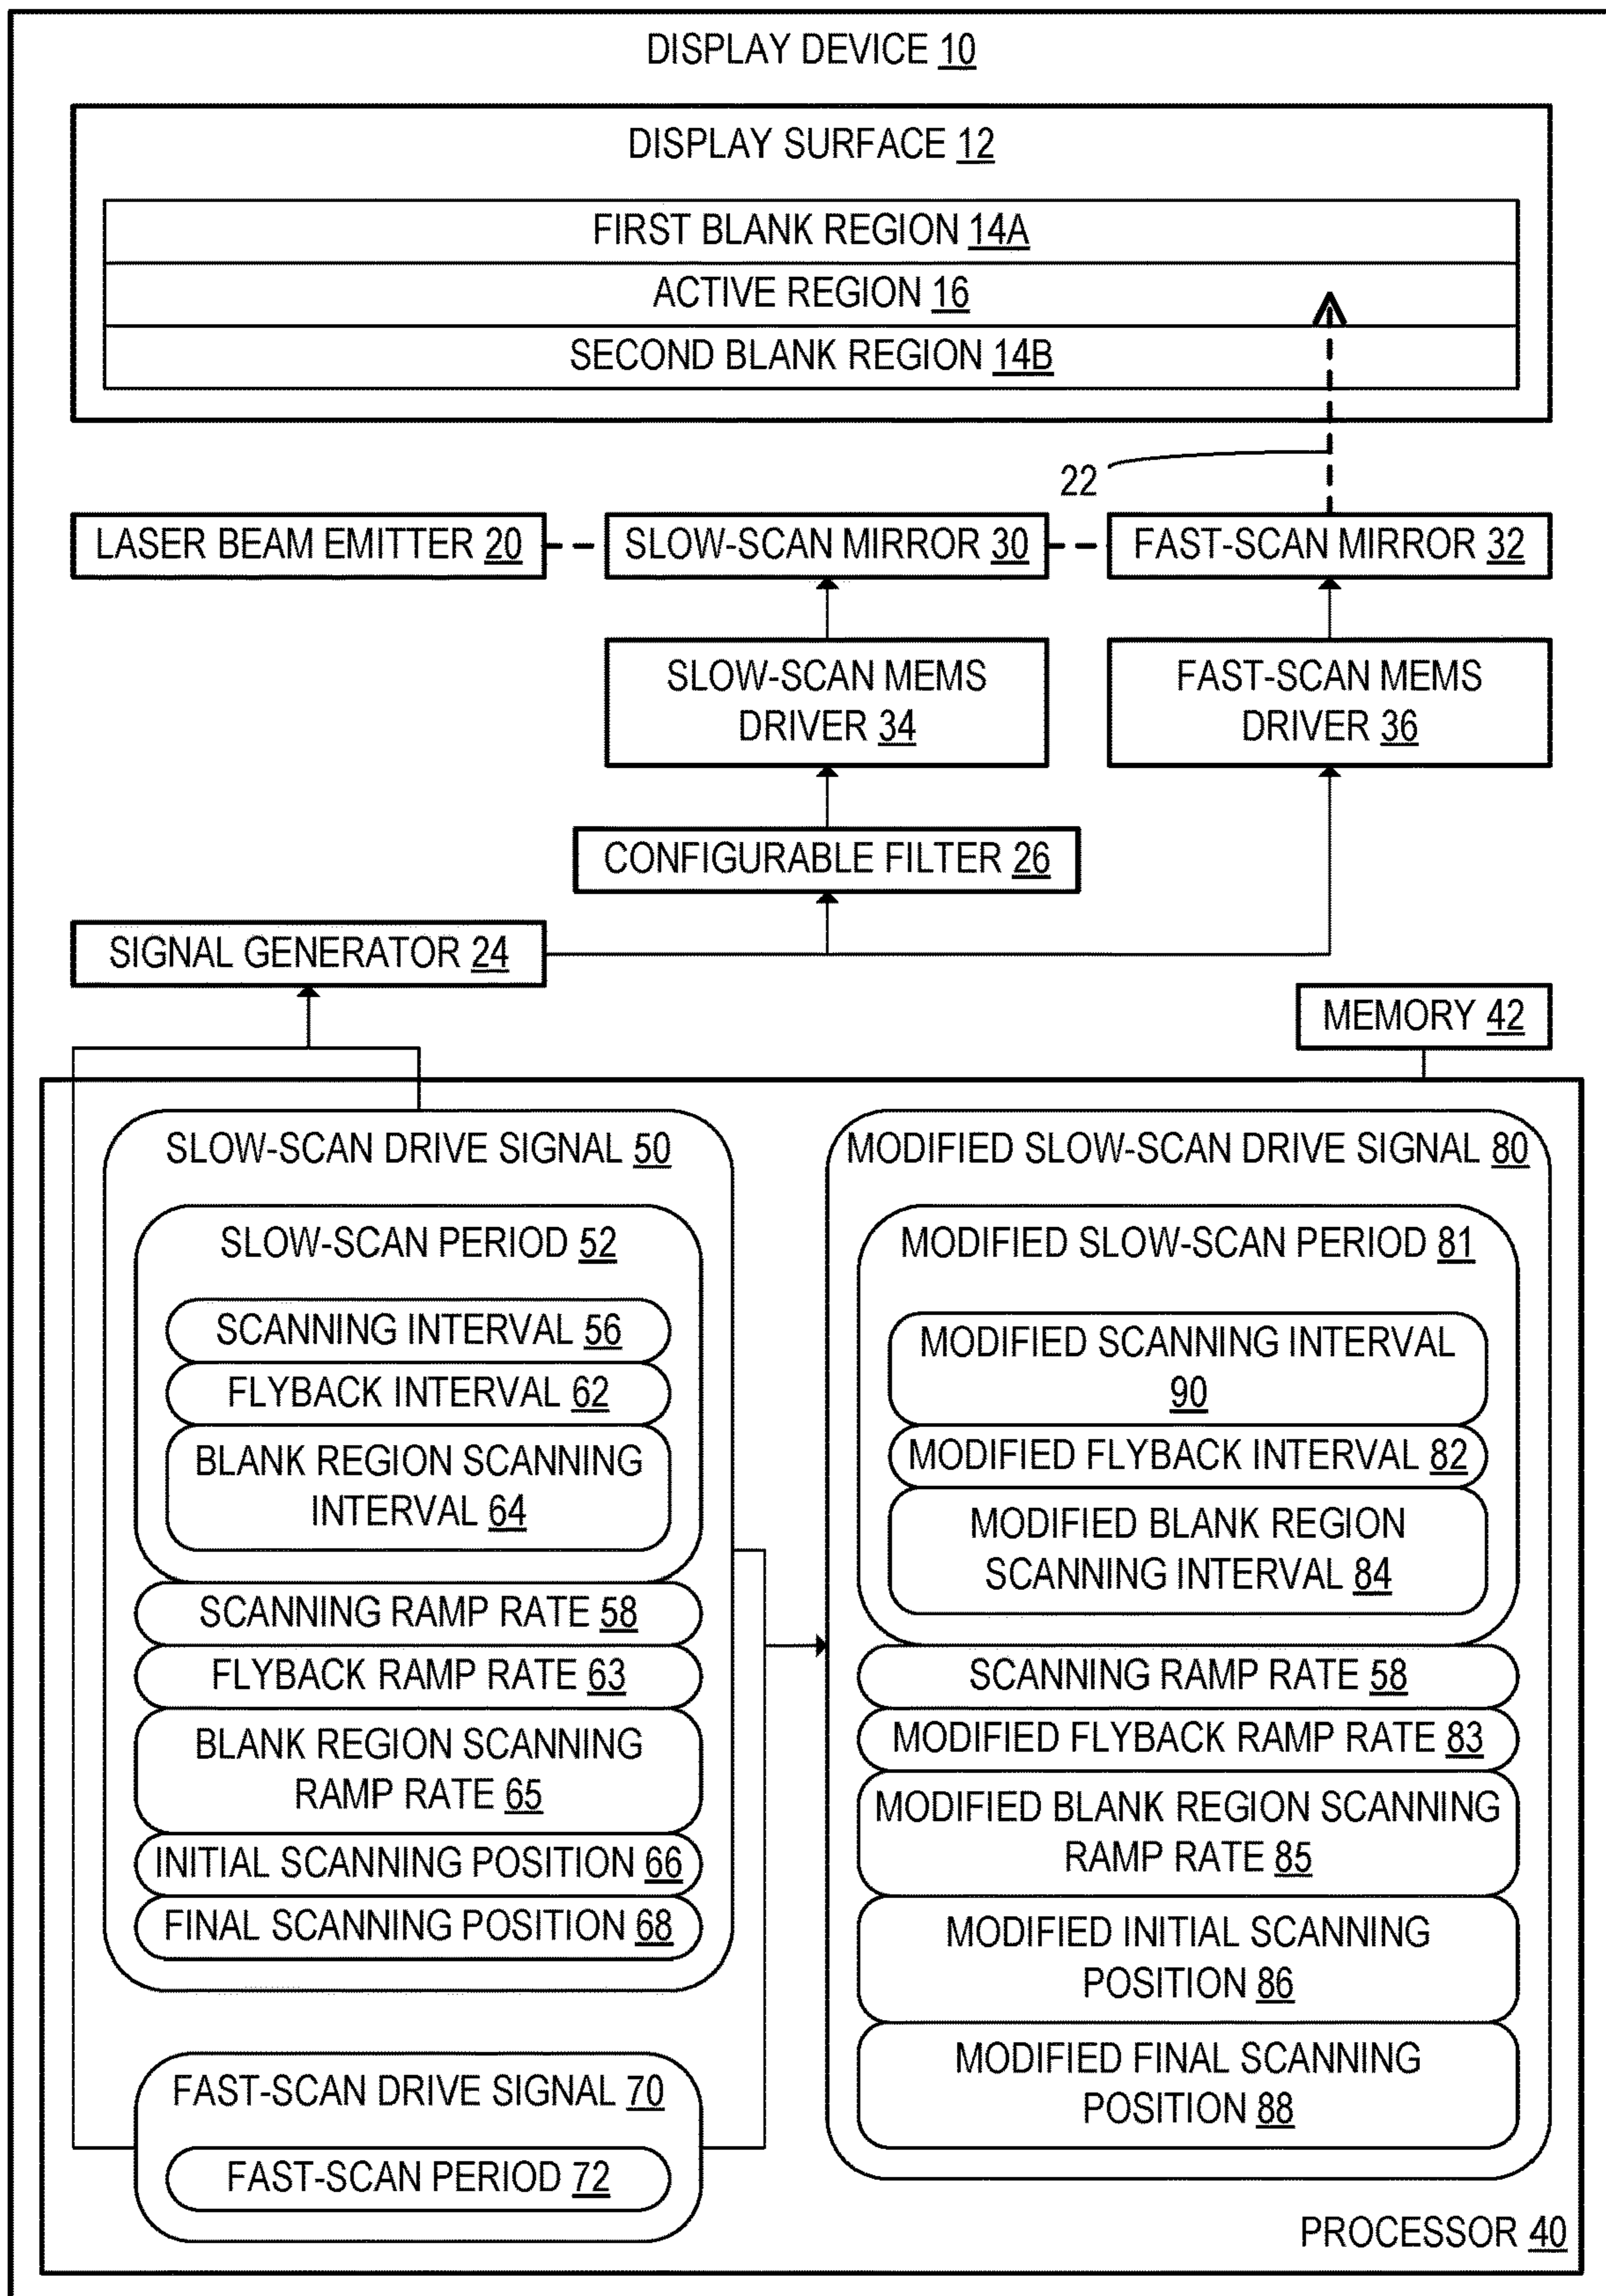 DISPLAY DEVICE 10
DISPLAY SURFACE 12
FIRST BLANK REGION 14A
ACTIVE REGION 16
SECOND BLANK REGION 14B
22
LASER BEAM EMITTER 20
SLOW-SCAN MIRROR 30
FAST-SCAN MIRROR 32
SLOW-SCAN MEMS
DRIVER 34
FAST-SCAN MEMS
DRIVER 36
CONFIGURABLE FILTER 26
SIGNAL GENERATOR 24
MEMORY 42
SLOW-SCAN DRIVE SIGNAL 50
SLOW-SCAN PERIOD 52
SCANNING INTERVAL 56
FLYBACK INTERVAL 62
BLANK REGION SCANNING
INTERVAL 64
SCANNING RAMP RATE 58
FLYBACK RAMP RATE 63
BLANK REGION SCANNING
RAMP RATE 65
INITIAL SCANNING POSITION 66
FINAL SCANNING POSITION 68
FAST-SCAN DRIVE SIGNAL 70
FAST-SCAN PERIOD 72
MODIFIED SLOW-SCAN DRIVE SIGNAL 80
MODIFIED SLOW-SCAN PERIOD 81
MODIFIED SCANNING INTERVAL
90
MODIFIED FLYBACK INTERVAL 82
MODIFIED BLANK REGION
SCANNING INTERVAL 84
SCANNING RAMP RATE 58
MODIFIED FLYBACK RAMP RATE 83
MODIFIED BLANK REGION SCANNING
RAMP RATE 85
MODIFIED INITIAL SCANNING
POSITION 86
MODIFIED FINAL SCANNING
POSITION 88
PROCESSOR 40